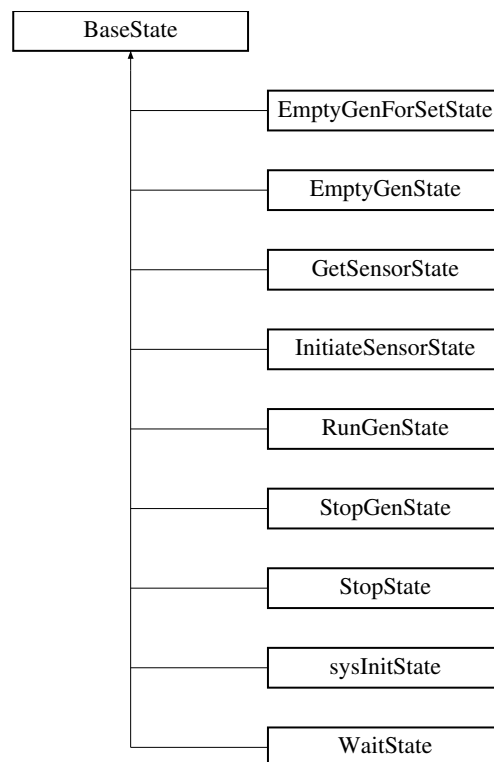 BaseState
EmptyGenForSetState
EmptyGenState
GetSensorState
InitiateSensorState
RunGenState
StopGenState
StopState
sysInitState
WaitState